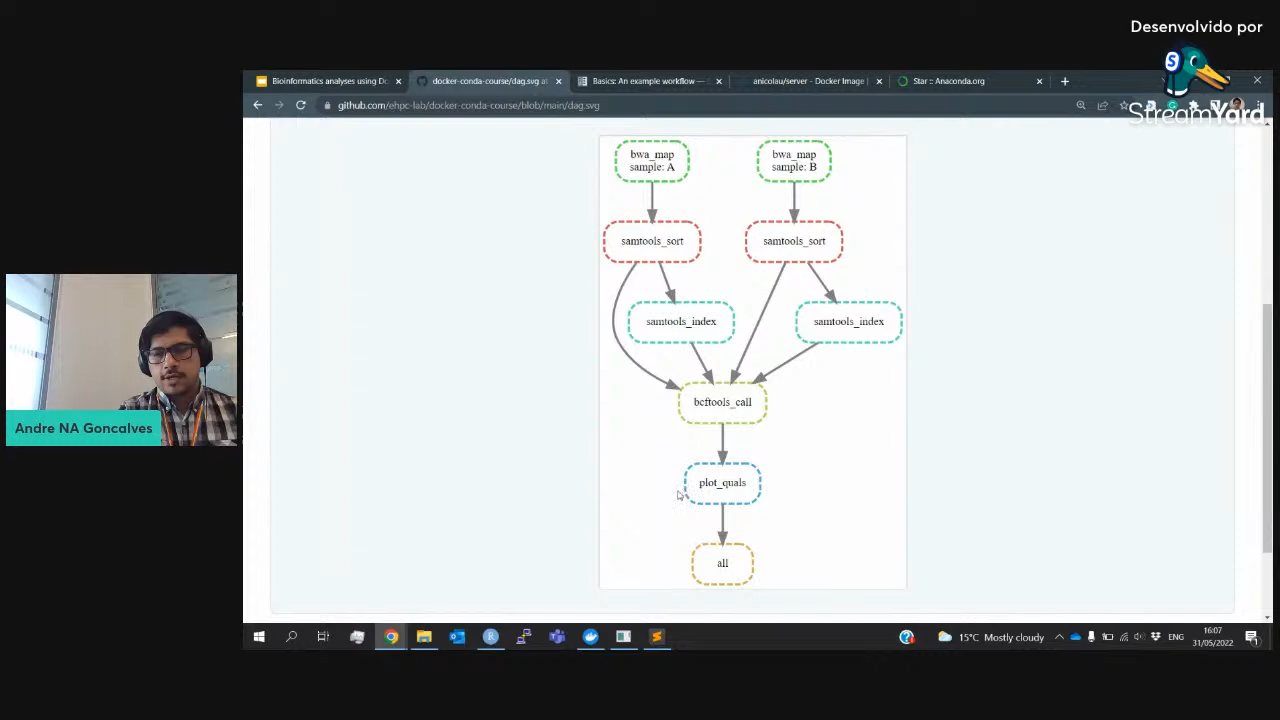 Desenvolvido por
StreamYard
Bioinformatics analyses using Do
docker-conda-course/dag.svg at
Basics: An example workflow —
anicolau/server - Docker Image |
Star :: Anaconda.org
github.com/ehpc-lab/docker-conda-course/blob/main/dag.svg
bwa_map
sample: A
bwa_map
sample: B
samtools_sort
samtools_sort
samtools_index
samtools_index
bcftools_call
plot_quals
all
Andre NA Goncalves
15°C Mostly cloudy
ENG
16:07
31/05/2022